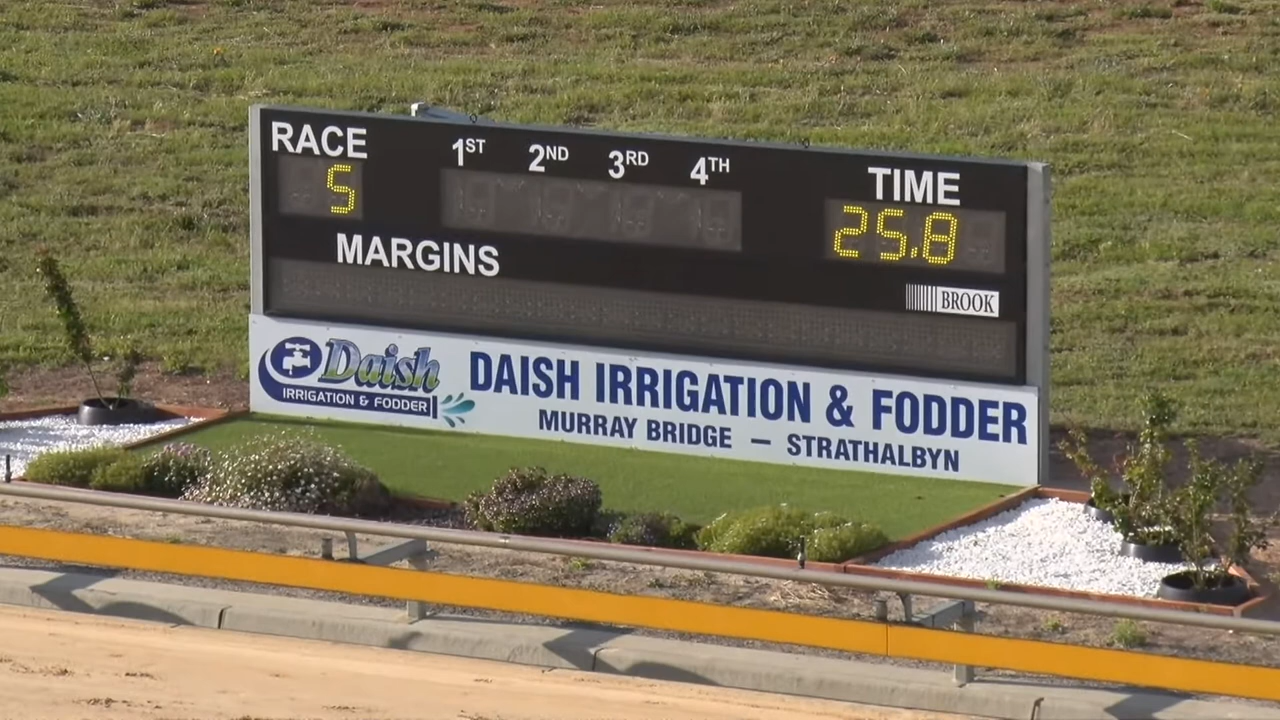 RACE 1ST 2ND 3RD 4TH TIME
5 25.8
MARGINS
BROOK
Daish
IRRIGATION & FODDER
DAISH IRRIGATION & FODDER
MURRAY BRIDGE — STRATHALBYN